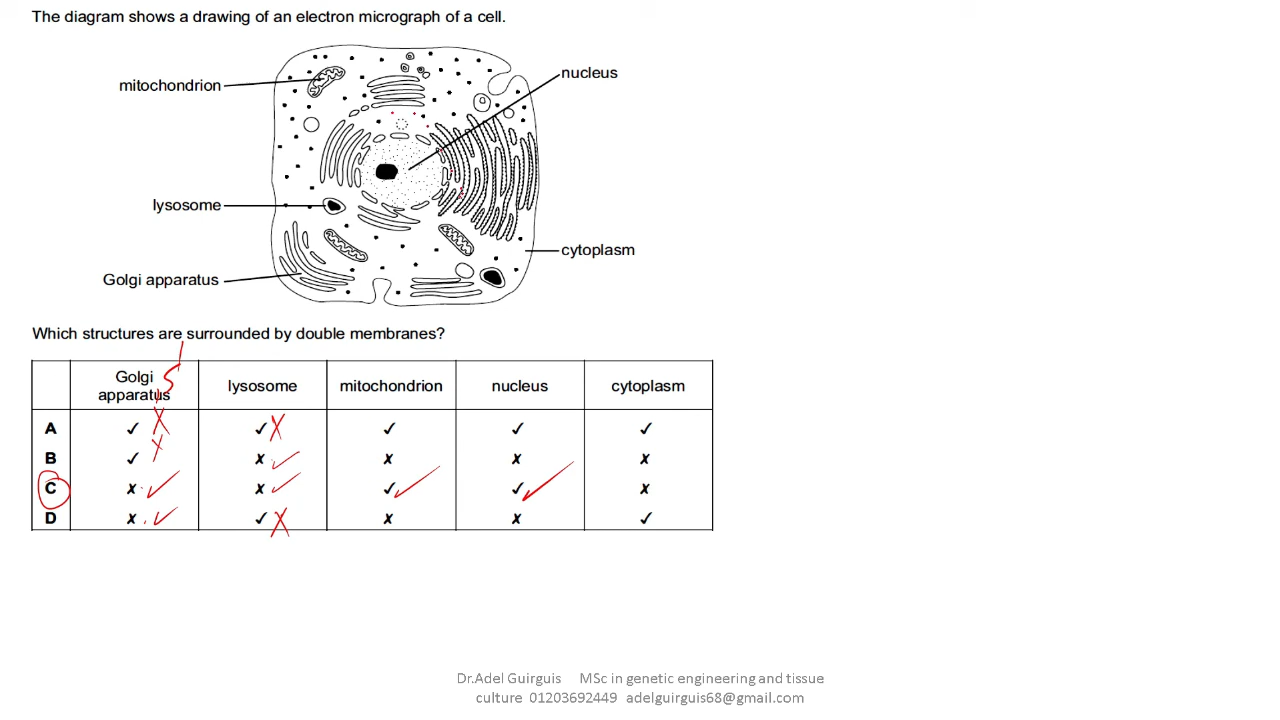 The diagram shows a drawing of an electron micrograph of a cell.
nucleus
mitochondrion
lysosome
cytoplasm
Golgi apparatus
Which structures are surrounded by double membranes?
Golgi apparatus lysosome mitochondrion nucleus cytoplasm
A ✓ ✓ ✓ ✓ ✓
B ✓ ✗ ✗ ✗ ✗
C ✗ ✗ ✓ ✓ ✗
D ✗ ✓ ✗ ✗ ✓
Dr.Adel Guirguis MSc in genetic engineering and tissue
culture 01203692449 adelguirguis68@gmail.com